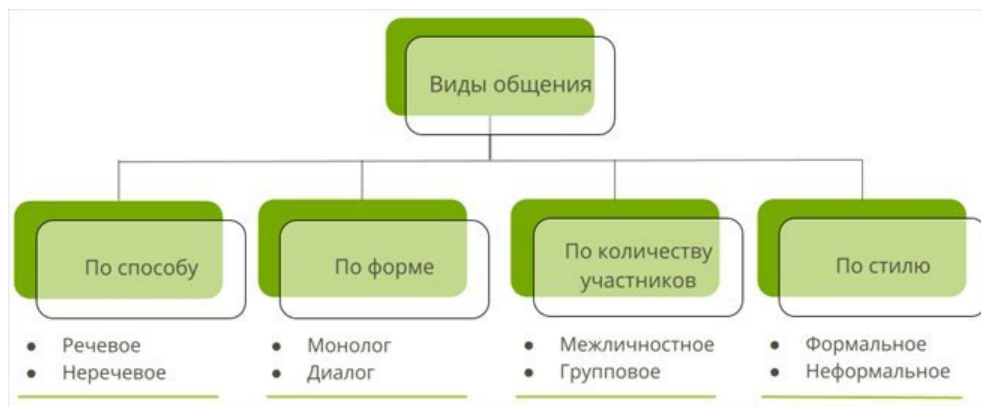 Виды общения
По способу
По форме
По количеству
участников
По стилю
● Речевое
● Неречевое
● Монолог
● Диалог
● Межличностное
● Групповое
● Формальное
● Неформальное